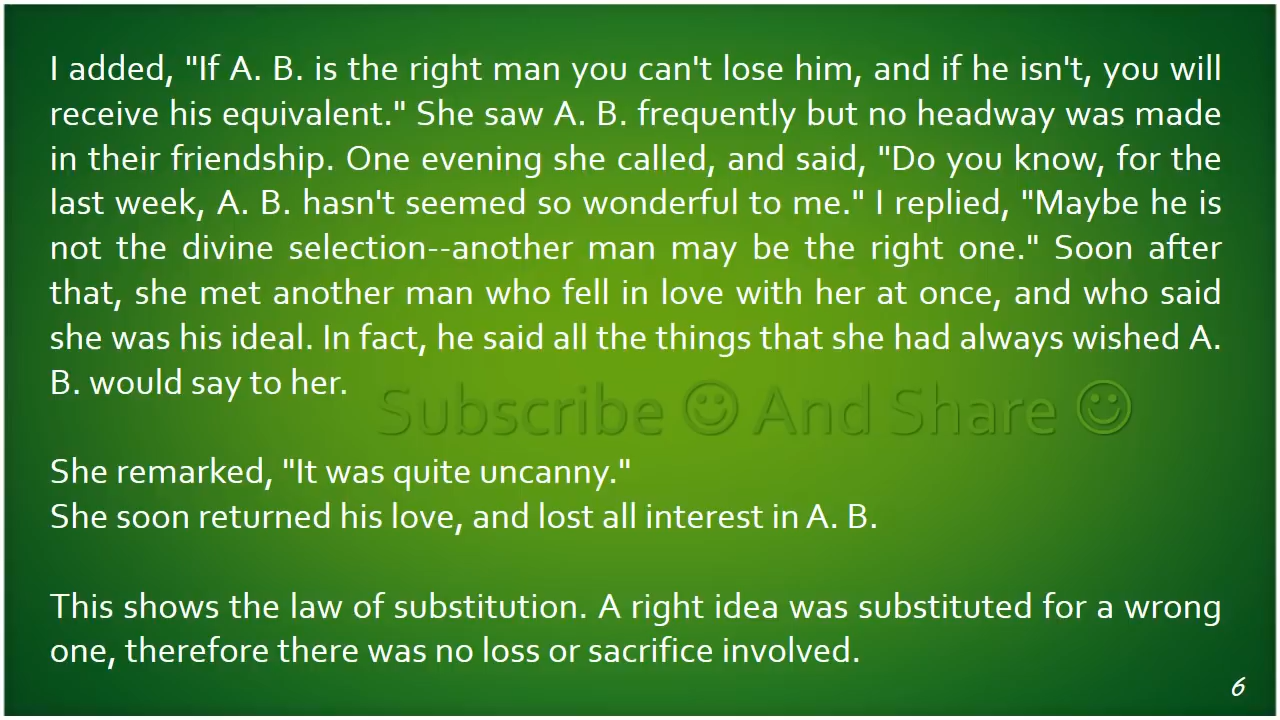 I added, "If A. B. is the right man you can't lose him, and if he isn't, you will
receive his equivalent." She saw A. B. frequently but no headway was made
in their friendship. One evening she called, and said, "Do you know, for the
last week, A. B. hasn't seemed so wonderful to me." I replied, "Maybe he is
not the divine selection--another man may be the right one." Soon after
that, she met another man who fell in love with her at once, and who said
she was his ideal. In fact, he said all the things that she had always wished A.
B. would say to her.
Subscribe ☺ And Share ☺
She remarked, "It was quite uncanny."
She soon returned his love, and lost all interest in A. B.
This shows the law of substitution. A right idea was substituted for a wrong
one, therefore there was no loss or sacrifice involved.
6